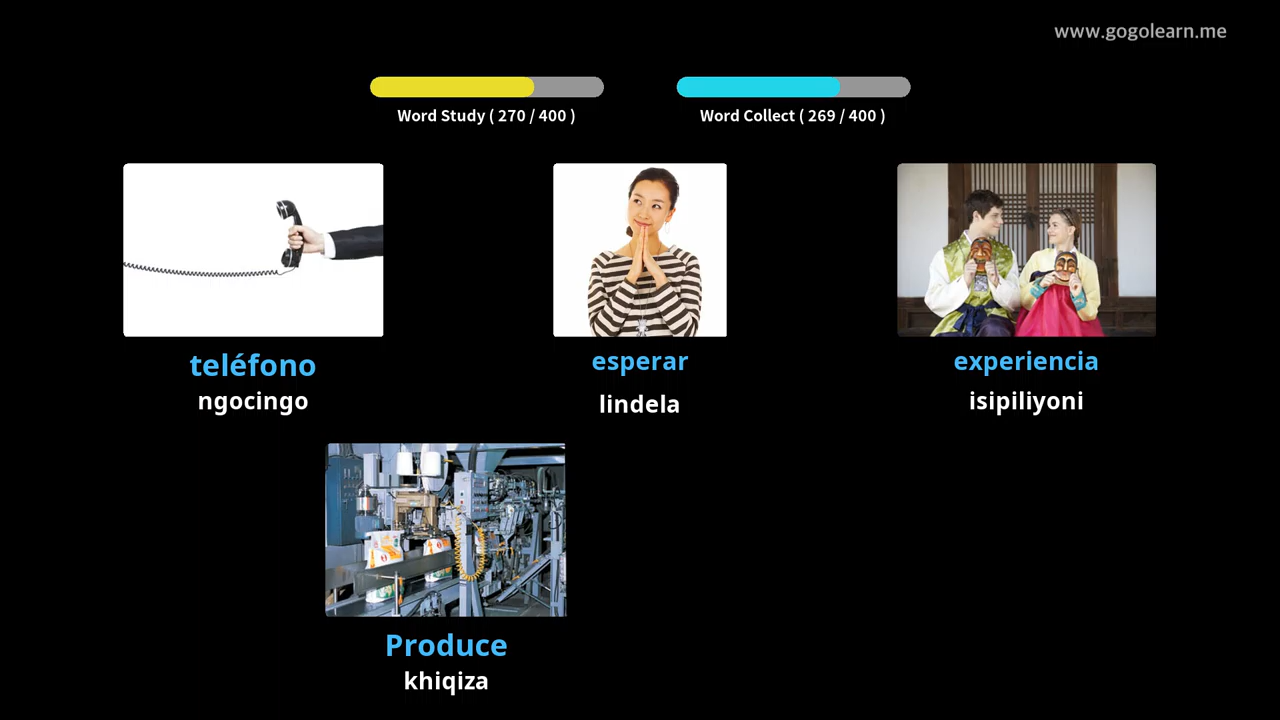 www.gogolearn.me
Word Study ( 270 / 400 )
Word Collect ( 269 / 400 )
teléfono
ngocingo
esperar
lindela
experiencia
isipiliyoni
Produce
khiqiza